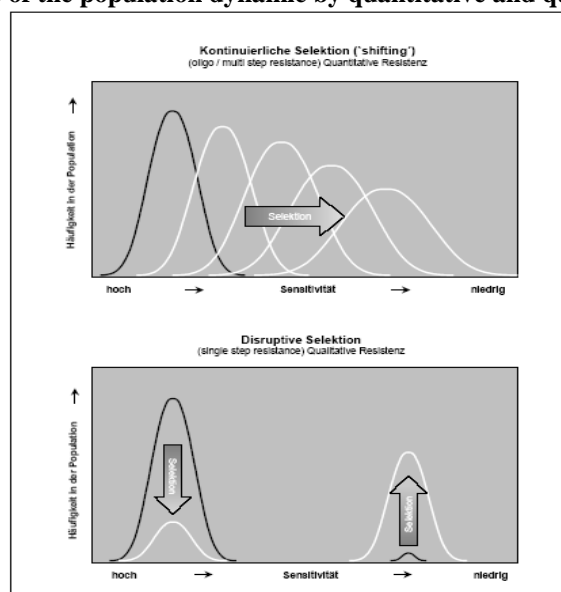 of the population dynamic by quantitative and qu
Kontinuierliche Selektion (`shifting´)
(oligo / multi step resistance) Quantitative Resistenz
Häufigkeit in der Population →
Selektion
hoch → Sensitivität → niedrig
Disruptive Selektion
(single step resistance) Qualitative Resistenz
Häufigkeit in der Population →
Selektion
Selektion
hoch → Sensitivität → niedrig